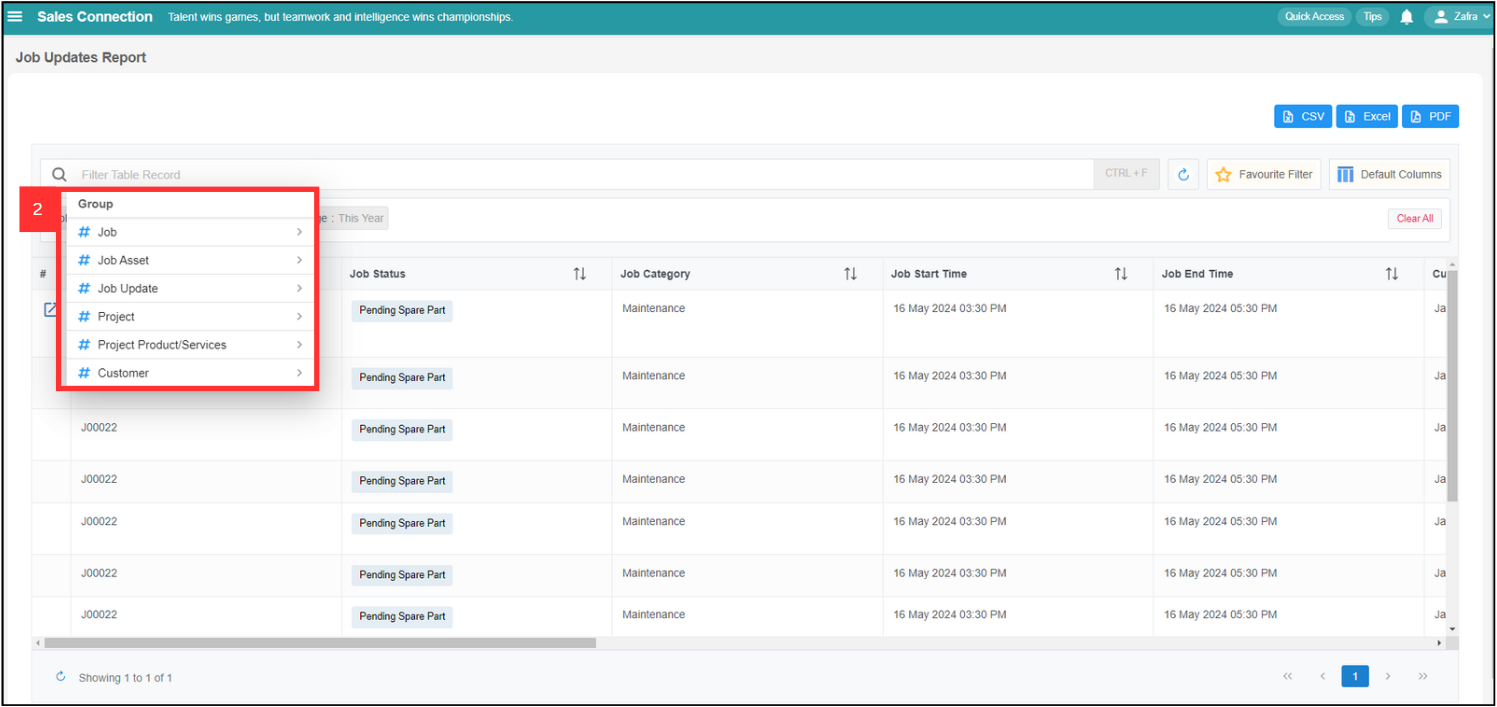 Sales Connection Talent wins games, but teamwork and intelligence wins championships. Quick Access Tips Zafra
Job Updates Report
CSV Excel PDF
Filter Table Record CTRL + F Favourite Filter Default Columns
2
Group
: This Year Clear All
# Job
# Job Asset
# Job Update
# Project
# Project Product/Services
# Customer
# Job Status Job Category Job Start Time Job End Time Cu
Pending Spare Part Maintenance 16 May 2024 03:30 PM 16 May 2024 05:30 PM Ja
Pending Spare Part Maintenance 16 May 2024 03:30 PM 16 May 2024 05:30 PM Ja
J00022 Pending Spare Part Maintenance 16 May 2024 03:30 PM 16 May 2024 05:30 PM Ja
J00022 Pending Spare Part Maintenance 16 May 2024 03:30 PM 16 May 2024 05:30 PM Ja
J00022 Pending Spare Part Maintenance 16 May 2024 03:30 PM 16 May 2024 05:30 PM Ja
J00022 Pending Spare Part Maintenance 16 May 2024 03:30 PM 16 May 2024 05:30 PM Ja
J00022 Pending Spare Part Maintenance 16 May 2024 03:30 PM 16 May 2024 05:30 PM Ja
Showing 1 to 1 of 1 << < 1 > >>